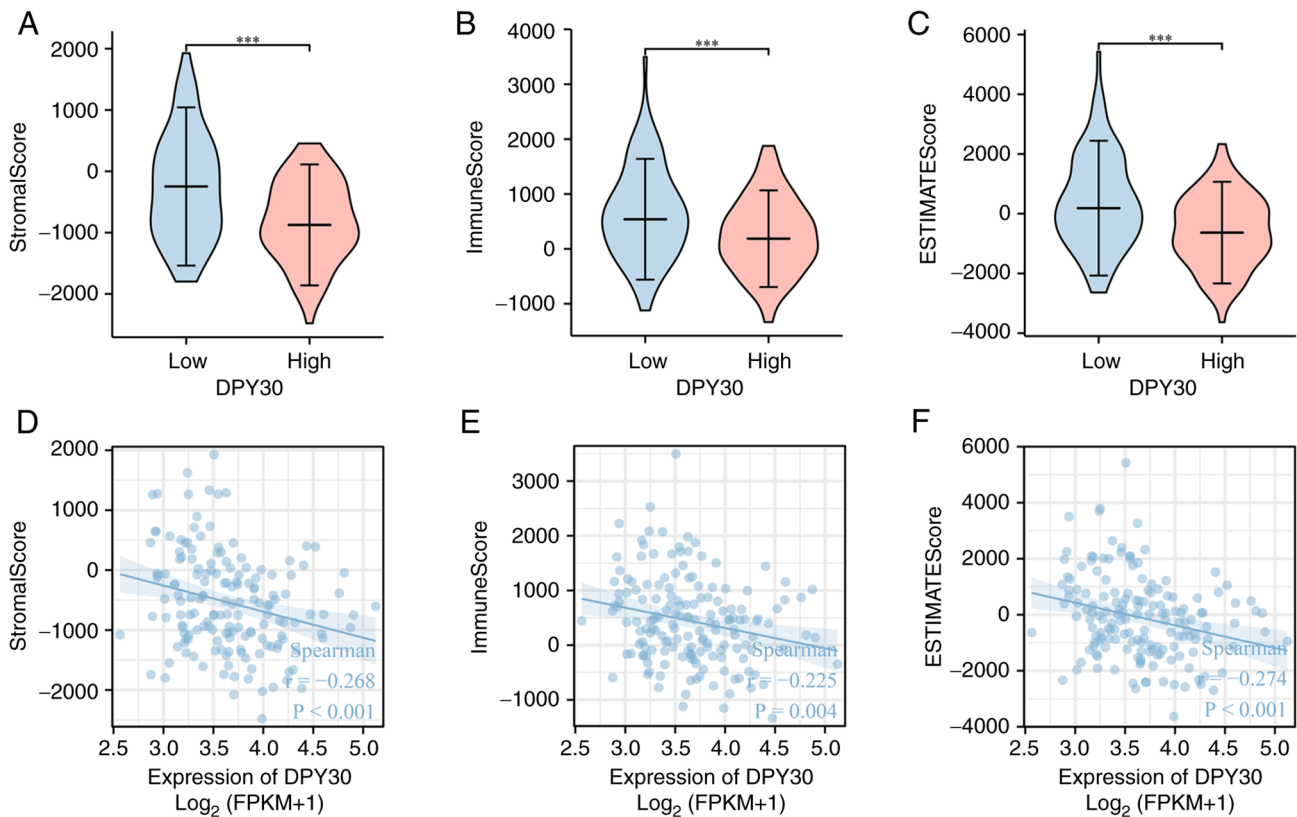 A
StromalScore
2000
1000
0
−1000
−2000
***
Low
High
DPY30
B
ImmuneScore
4000
3000
2000
1000
0
−1000
***
Low
High
DPY30
C
ESTIMATEScore
6000
4000
2000
0
−2000
−4000
***
Low
High
DPY30
D
StromalScore
2000
1000
0
−1000
−2000
Spearman
r = −0.268
P < 0.001
2.5 3.0 3.5 4.0 4.5 5.0
Expression of DPY30
Log₂ (FPKM+1)
E
ImmuneScore
3000
2000
1000
0
−1000
Spearman
r = −0.225
P = 0.004
2.5 3.0 3.5 4.0 4.5 5.0
Expression of DPY30
Log₂ (FPKM+1)
F
ESTIMATEScore
6000
4000
2000
0
−2000
−4000
Spearman
r = −0.274
P < 0.001
2.5 3.0 3.5 4.0 4.5 5.0
Expression of DPY30
Log₂ (FPKM+1)